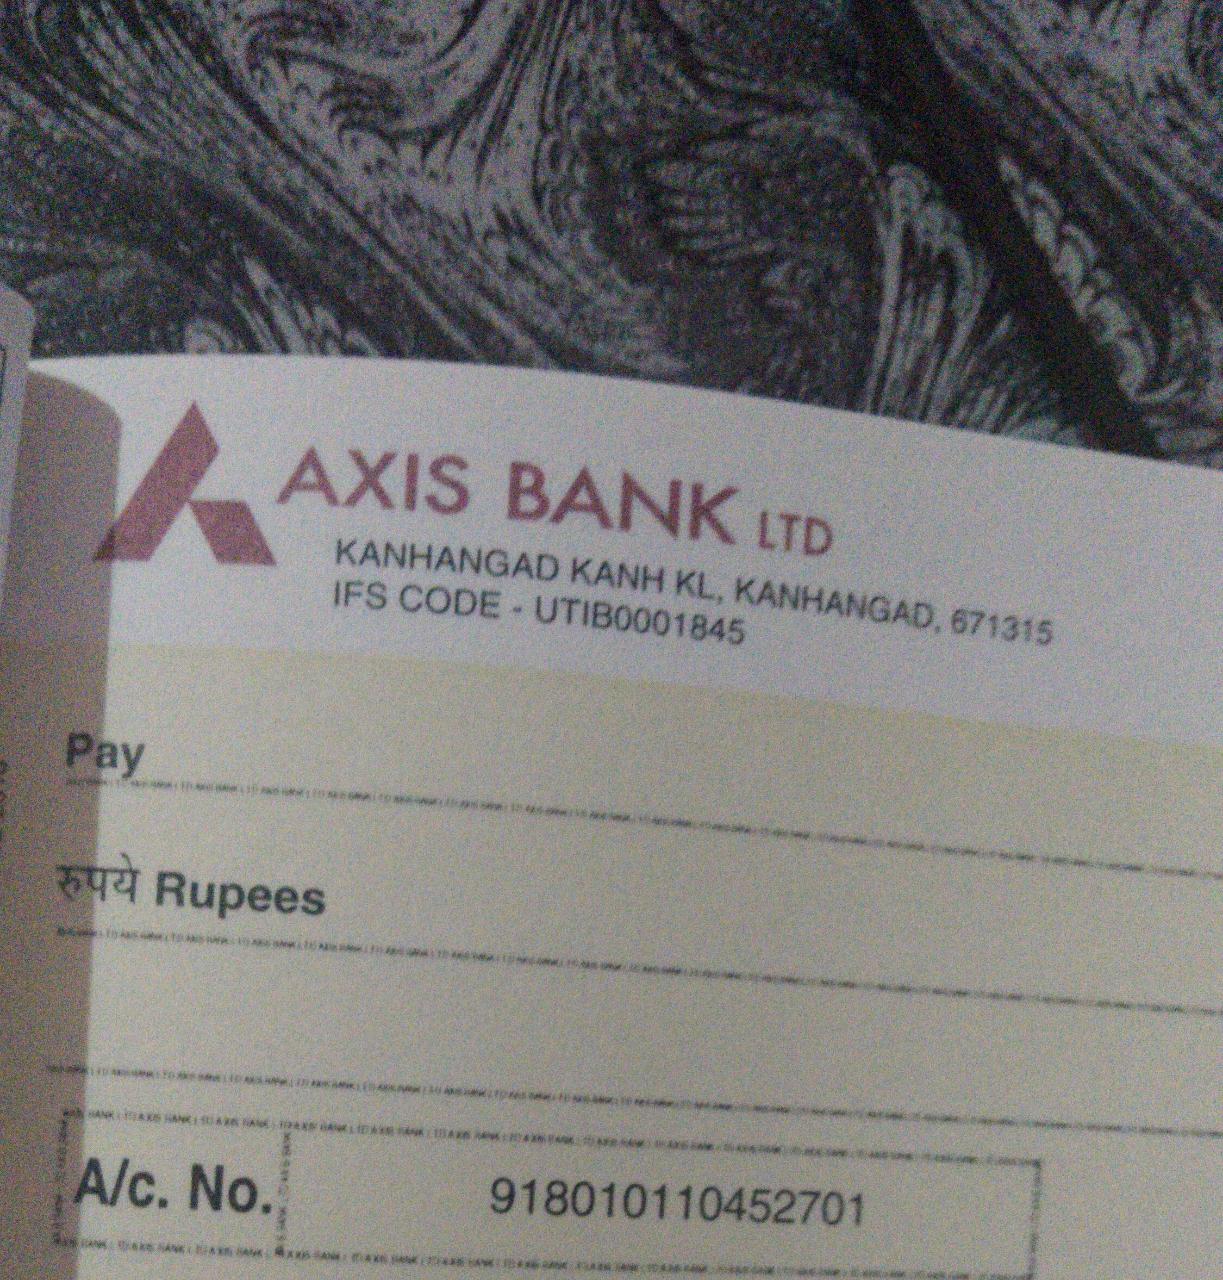 AXIS BANK LTD
KANHANGAD KANH KL, KANHANGAD, 671315
IFS CODE - UTIB0001845
Pay
रुपये Rupees
A/c. No.
918010110452701